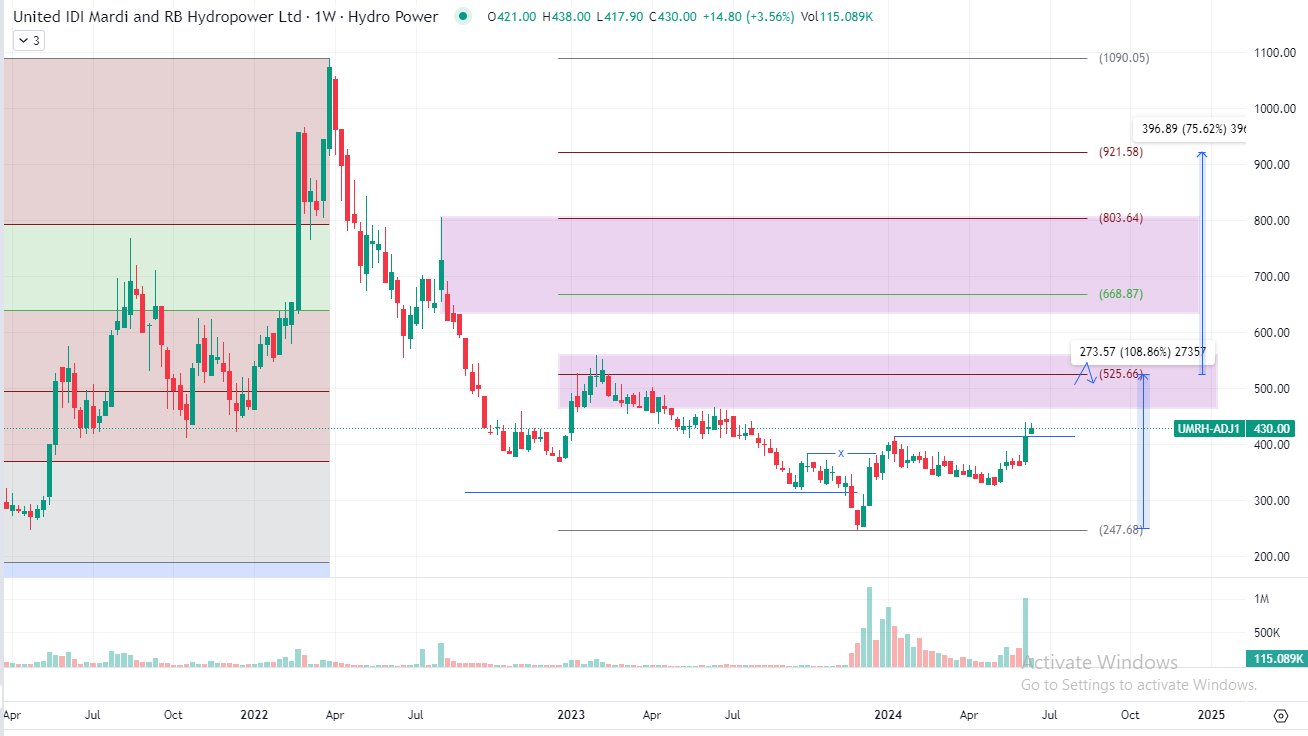 United IDI Mardi and RB Hydropower Ltd · 1W · Hydro Power O421.00 H438.00 L417.90 C430.00 +14.80 (+3.56%) Vol115.089K
3
1100.00
(1090.05)
1000.00
396.89 (75.62%) 396
(921.58)
900.00
(803.64)
800.00
700.00
(668.87)
600.00
273.57 (108.86%) 27357
(525.66)
500.00
UMRH-ADJ1 430.00
400.00
x
300.00
(247.68)
200.00
1M
500K
115.089K
Activate Windows
Go to Settings to activate Windows.
Apr Jul Oct 2022 Apr Jul 2023 Apr Jul 2024 Apr Jul Oct 2025